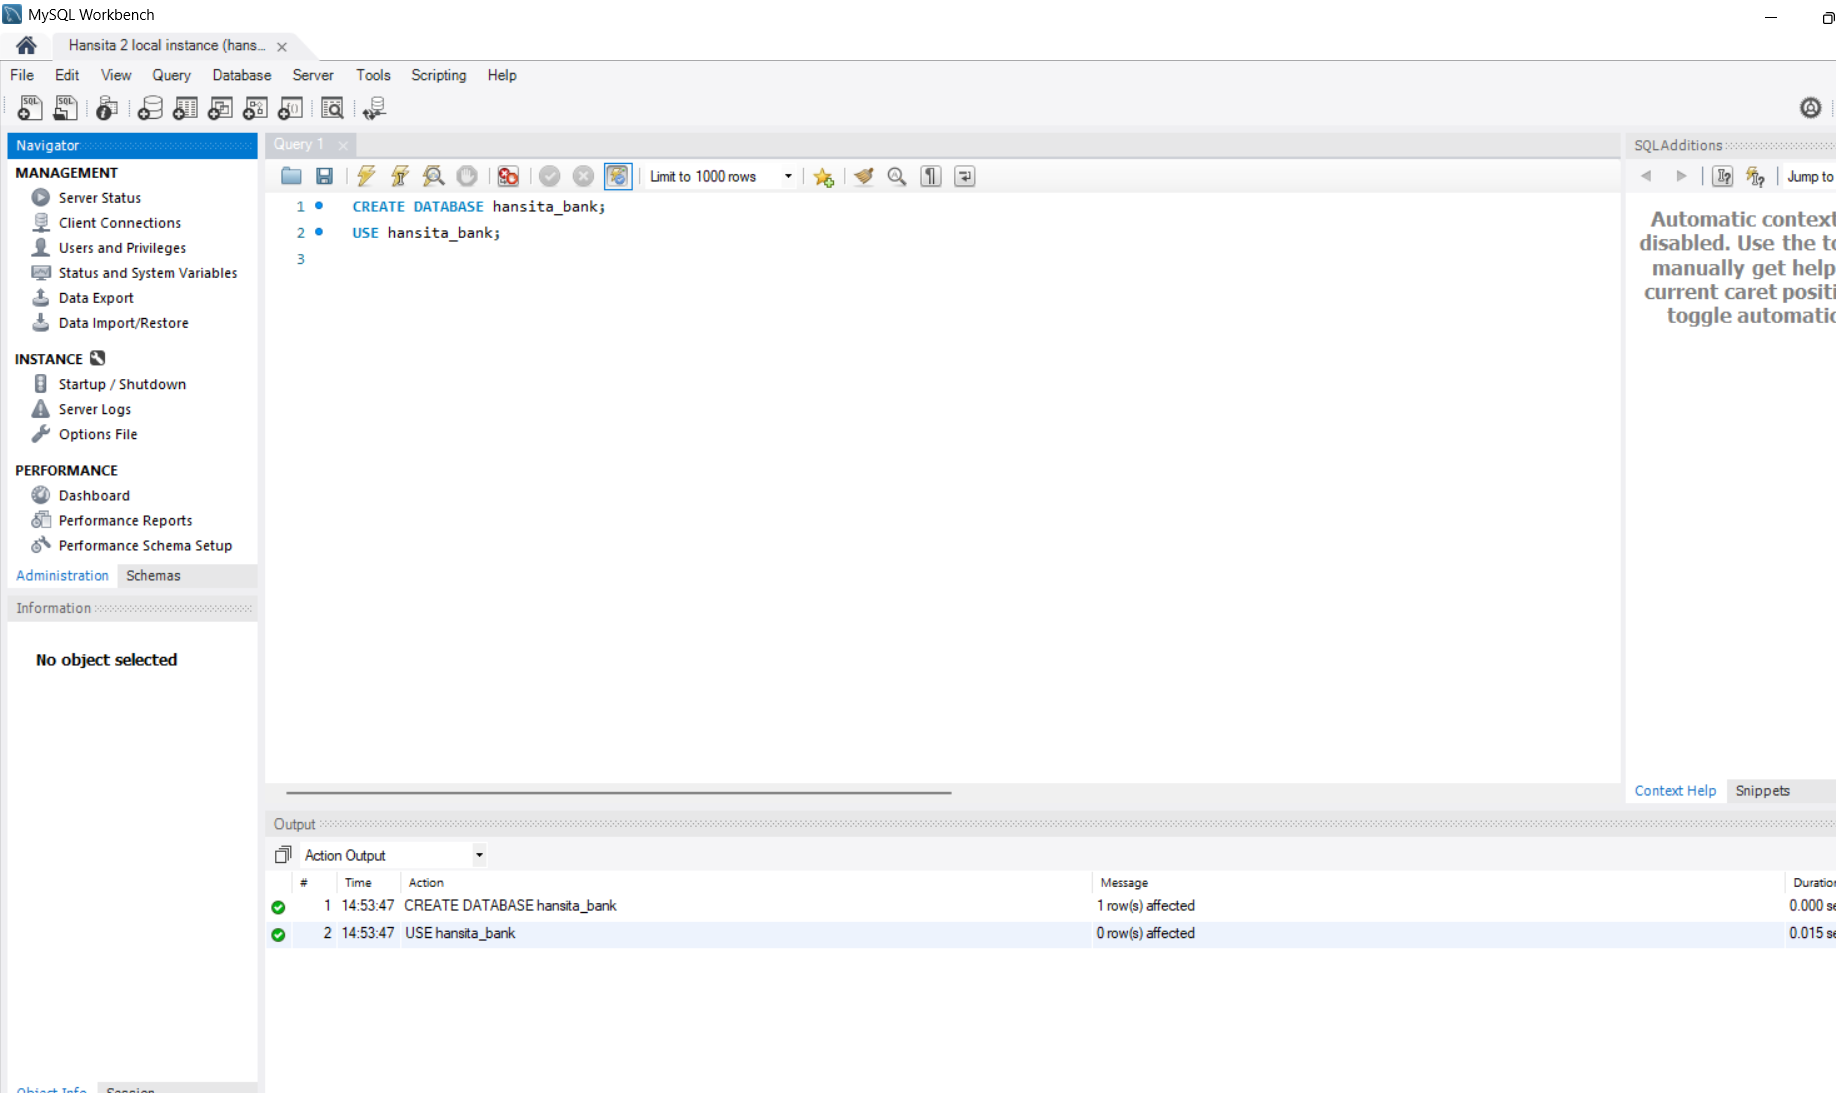 MySQL Workbench
Hansita 2 local instance (hans...
File Edit View Query Database Server Tools Scripting Help
Navigator
MANAGEMENT
Server Status
Client Connections
Users and Privileges
Status and System Variables
Data Export
Data Import/Restore
INSTANCE
Startup / Shutdown
Server Logs
Options File
PERFORMANCE
Dashboard
Performance Reports
Performance Schema Setup
Administration Schemas
Information
No object selected
Object Info Session
Query 1
Limit to 1000 rows
1 CREATE DATABASE hansita_bank;
2 USE hansita_bank;
3
SQLAdditions
Jump to
Automatic context
disabled. Use the to
manually get help
current caret positi
toggle automatic
Context Help Snippets
Output
Action Output
# Time Action Message Duration
1 14:53:47 CREATE DATABASE hansita_bank 1 row(s) affected 0.000 se
2 14:53:47 USE hansita_bank 0 row(s) affected 0.015 se